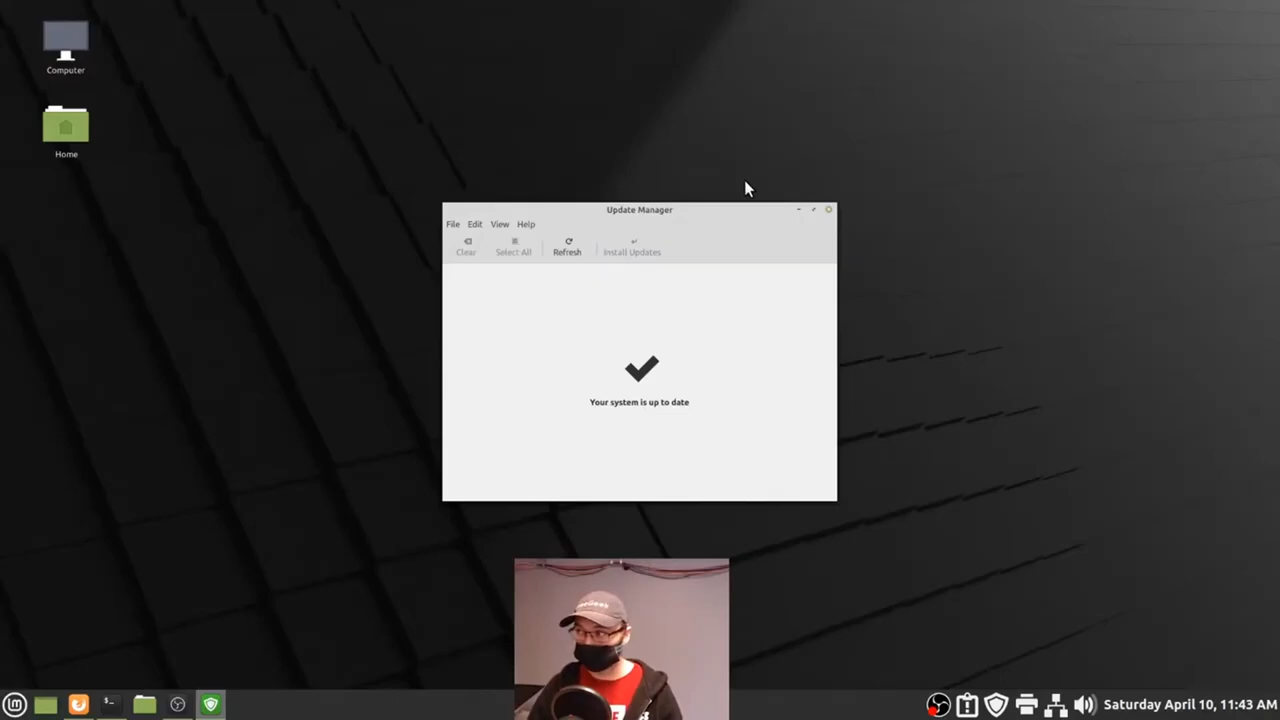 Computer
Home
Update Manager
File Edit View Help
Clear Select All Refresh Install Updates
Your system is up to date
Saturday April 10, 11:43 AM